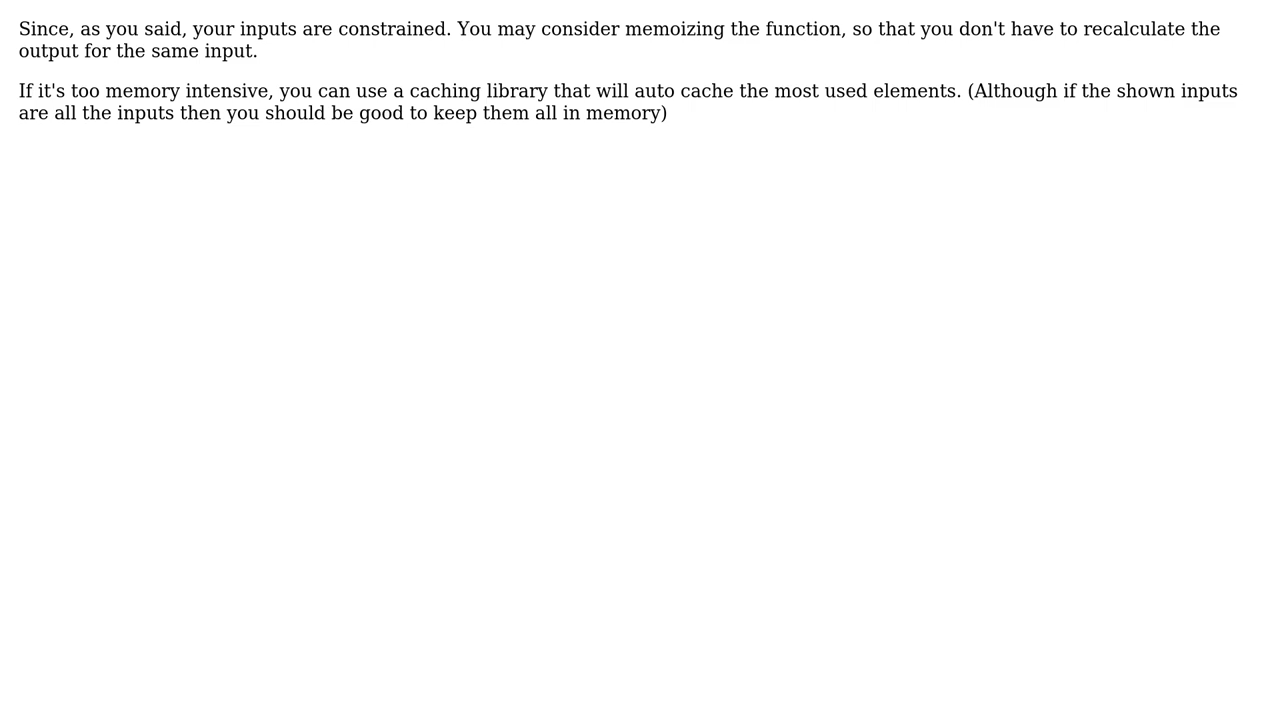 Since, as you said, your inputs are constrained. You may consider memoizing the function, so that you don't have to recalculate the
output for the same input.
If it's too memory intensive, you can use a caching library that will auto cache the most used elements. (Although if the shown inputs
are all the inputs then you should be good to keep them all in memory)